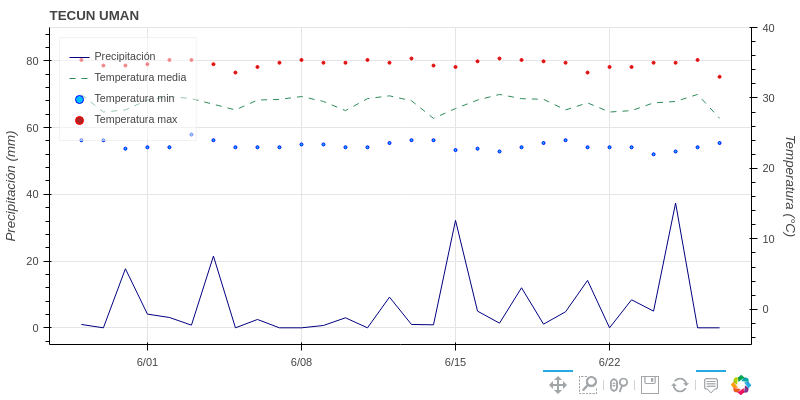 TECUN UMAN
Precipitación
Temperatura media
Temperatura min
Temperatura max
Precipitación (mm)
80
60
40
20
0
Temperatura (°C)
40
30
20
10
0
6/01
6/08
6/15
6/22